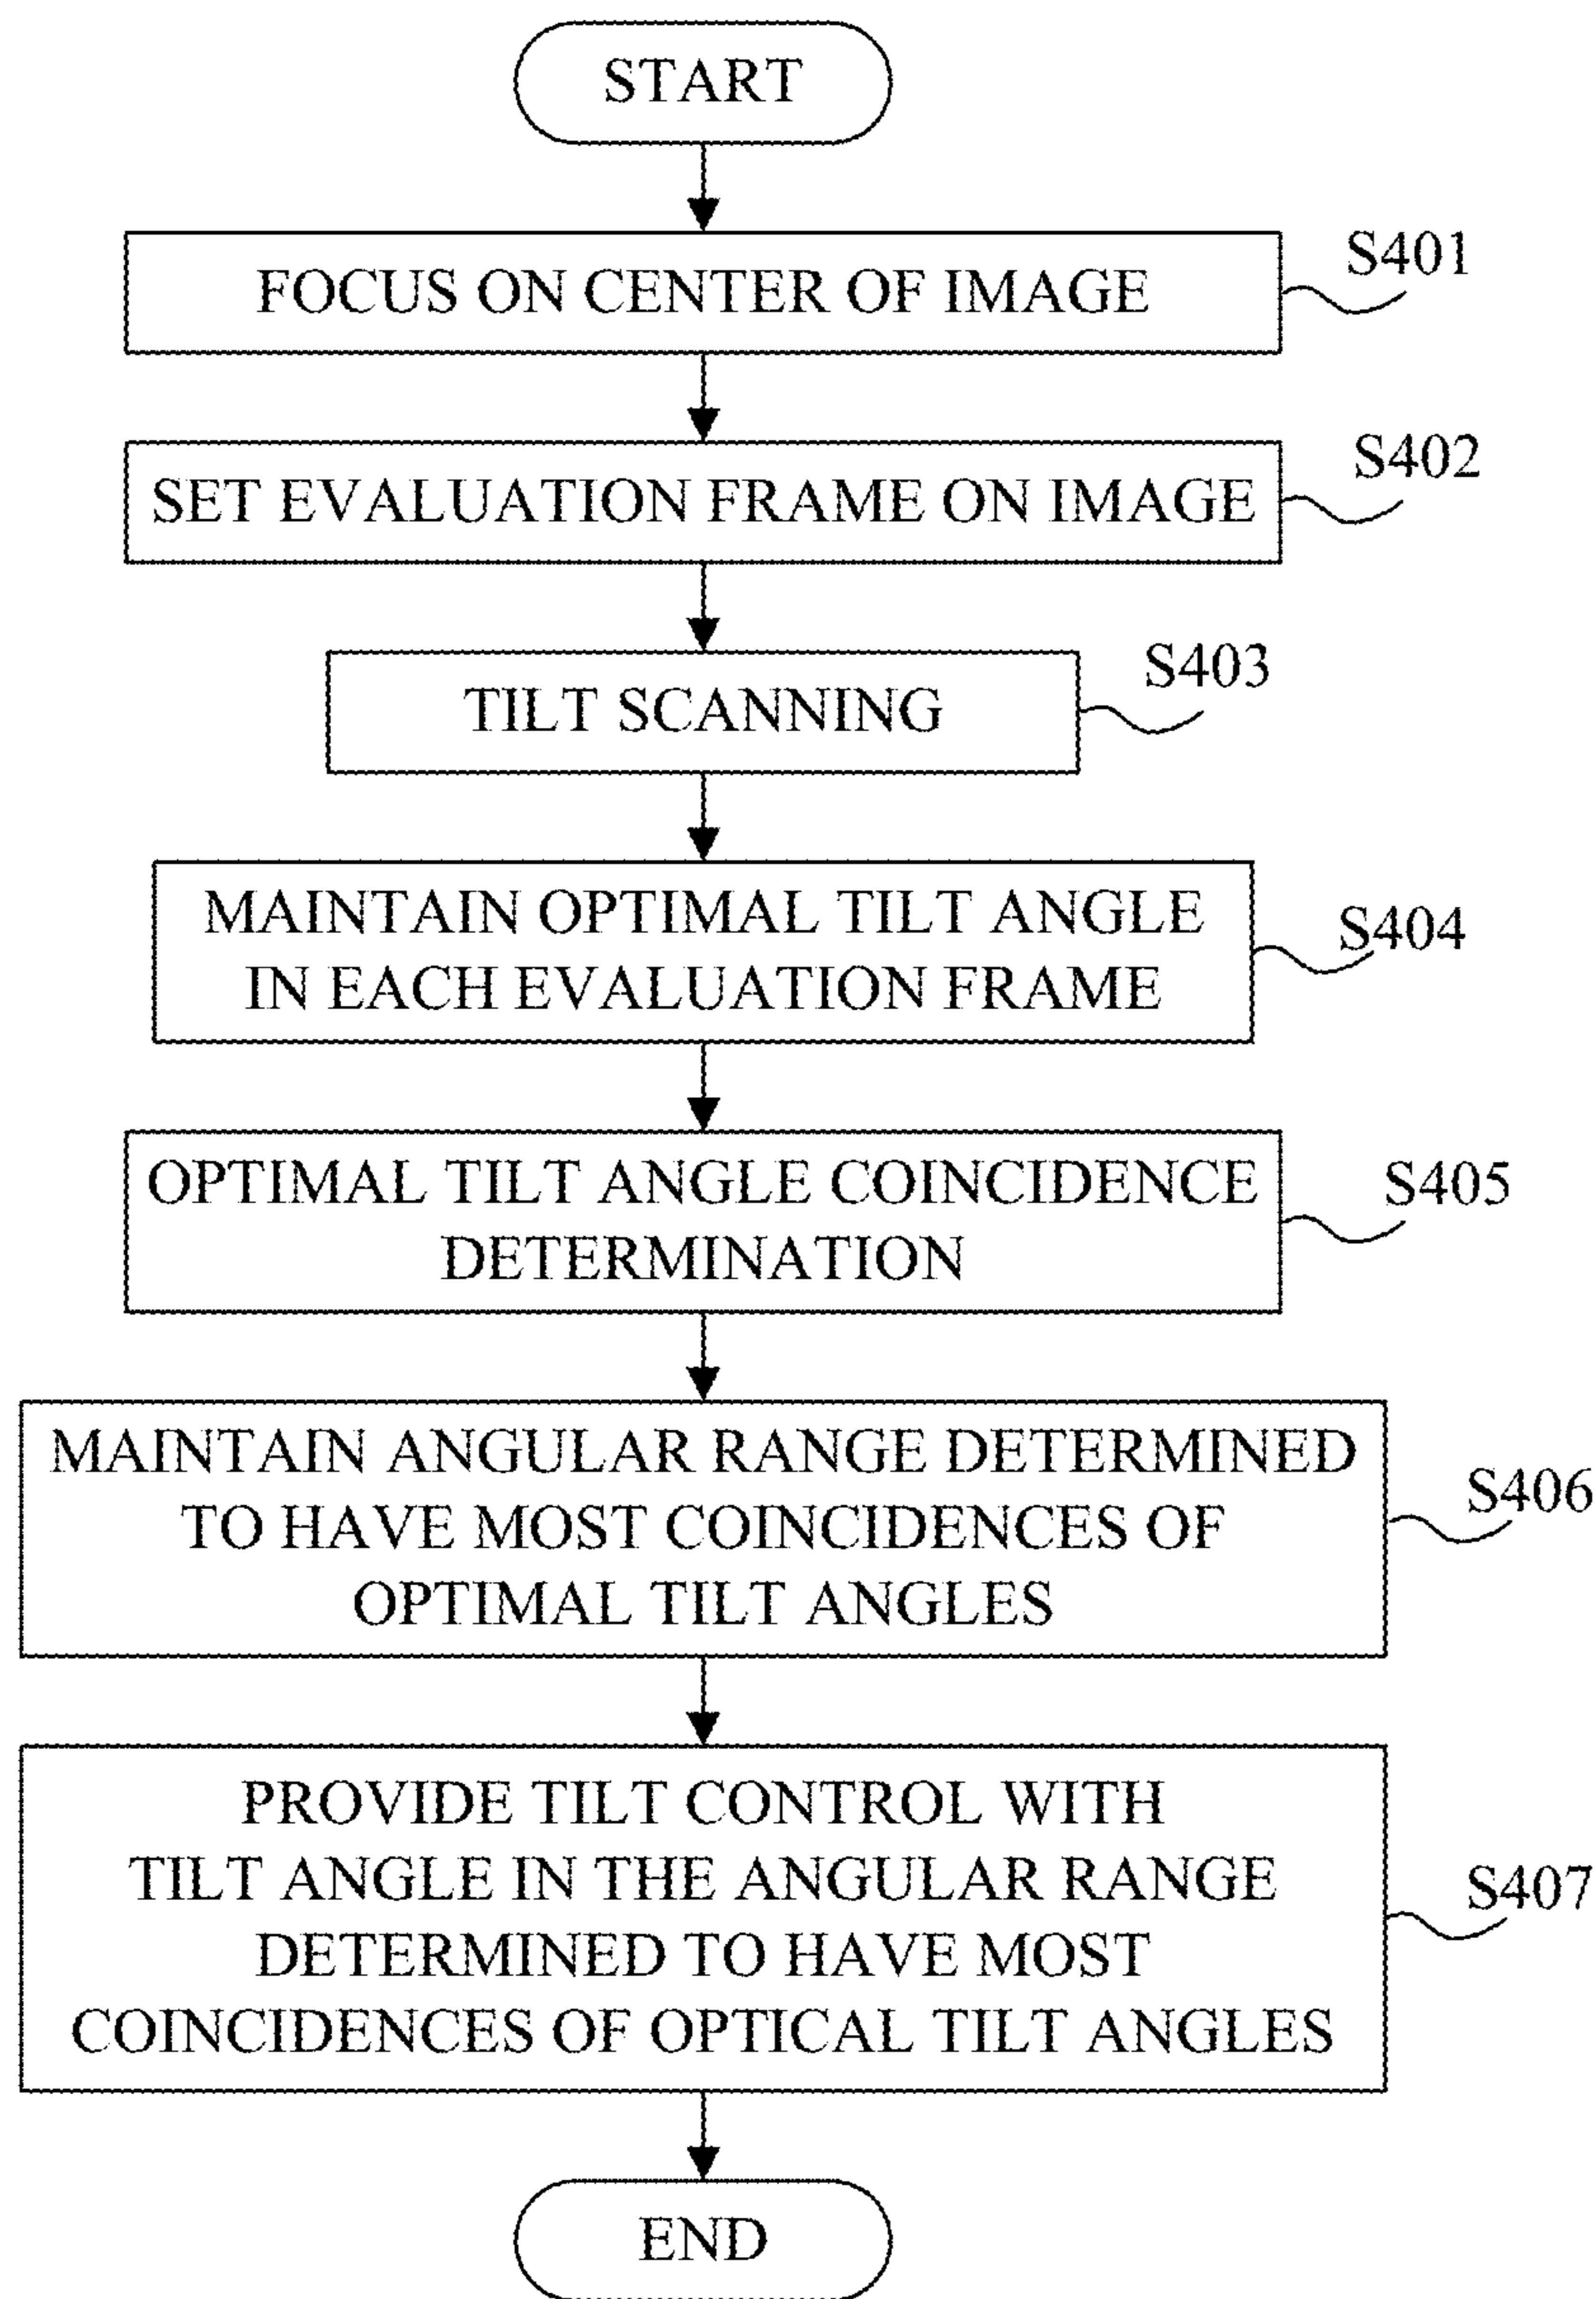 START
FOCUS ON CENTER OF IMAGE
S401
SET EVALUATION FRAME ON IMAGE
S402
TILT SCANNING
S403
MAINTAIN OPTIMAL TILT ANGLE
IN EACH EVALUATION FRAME
S404
OPTIMAL TILT ANGLE COINCIDENCE
DETERMINATION
S405
MAINTAIN ANGULAR RANGE DETERMINED
TO HAVE MOST COINCIDENCES OF
OPTIMAL TILT ANGLES
S406
PROVIDE TILT CONTROL WITH
TILT ANGLE IN THE ANGULAR RANGE
DETERMINED TO HAVE MOST
COINCIDENCES OF OPTICAL TILT ANGLES
S407
END